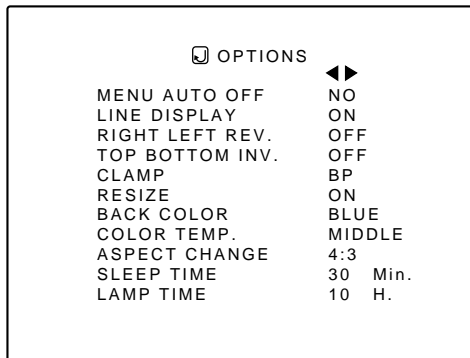 OPTIONS
MENU AUTO OFF NO
LINE DISPLAY ON
RIGHT LEFT REV. OFF
TOP BOTTOM INV. OFF
CLAMP BP
RESIZE ON
BACK COLOR BLUE
COLOR TEMP. MIDDLE
ASPECT CHANGE 4:3
SLEEP TIME 30 Min.
LAMP TIME 10 H.